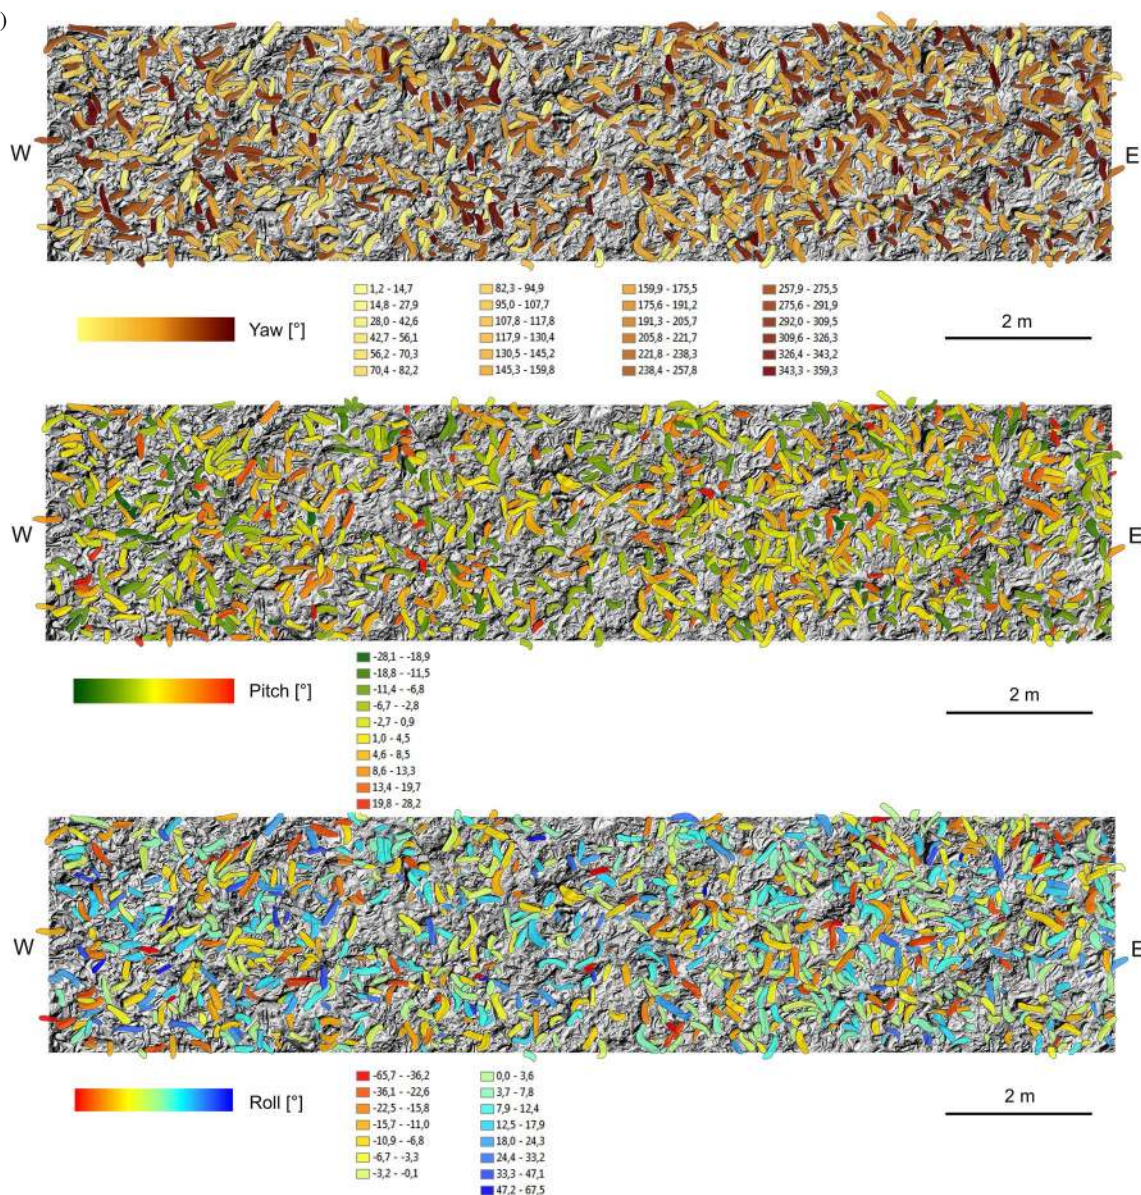 )
W
E
Yaw [°]
1,2 - 14,7
14,8 - 27,9
28,0 - 42,6
42,7 - 56,1
56,2 - 70,3
70,4 - 82,2
82,3 - 94,9
95,0 - 107,7
107,8 - 117,8
117,9 - 130,4
130,5 - 145,2
145,3 - 159,8
159,9 - 175,5
175,6 - 191,2
191,3 - 205,7
205,8 - 221,7
221,8 - 238,3
238,4 - 257,8
257,9 - 275,5
275,6 - 291,9
292,0 - 309,5
309,6 - 326,3
326,4 - 343,2
343,3 - 359,3
2 m
W
E
Pitch [°]
-28,1 - -18,9
-18,8 - -11,5
-11,4 - -6,8
-6,7 - -2,8
-2,7 - 0,9
1,0 - 4,5
4,6 - 8,5
8,6 - 13,3
13,4 - 19,7
19,8 - 28,2
2 m
W
E
Roll [°]
-65,7 - -36,2
-36,1 - -22,6
-22,5 - -15,8
-15,7 - -11,0
-10,9 - -6,8
-6,7 - -3,3
-3,2 - -0,1
0,0 - 3,6
3,7 - 7,8
7,9 - 12,4
12,5 - 17,9
18,0 - 24,3
24,4 - 33,2
33,3 - 47,1
47,2 - 67,5
2 m